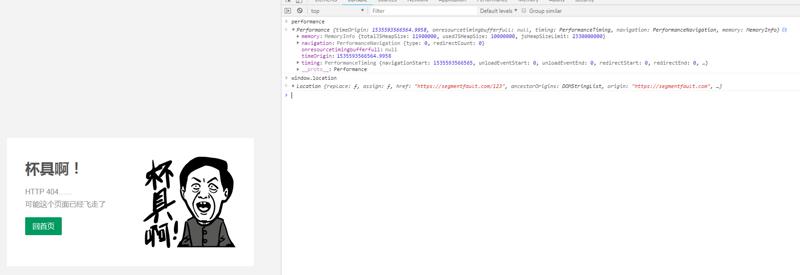 杯具啊！
HTTP 404……
可能这个页面已经飞走了
回首页
杯具啊!
top
Filter
Default levels
Group similar
performance
Performance {timeOrigin: 1535593566564.9958, onresourcetimingbufferfull: null, timing: PerformanceTiming, navigation: PerformanceNavigation, memory: MemoryInfo}
memory: MemoryInfo {totalJSHeapSize: 11900000, usedJSHeapSize: 10000000, jsHeapSizeLimit: 2330000000}
navigation: PerformanceNavigation {type: 0, redirectCount: 0}
onresourcetimingbufferfull: null
timeOrigin: 1535593566564.9958
timing: PerformanceTiming {navigationStart: 1535593566565, unloadEventStart: 0, unloadEventEnd: 0, redirectStart: 0, redirectEnd: 0, …}
__proto__: Performance
window.location
Location {replace: ƒ, assign: ƒ, href: "https://segmentfault.com/123", ancestorOrigins: DOMStringList, origin: "https://segmentfault.com", …}